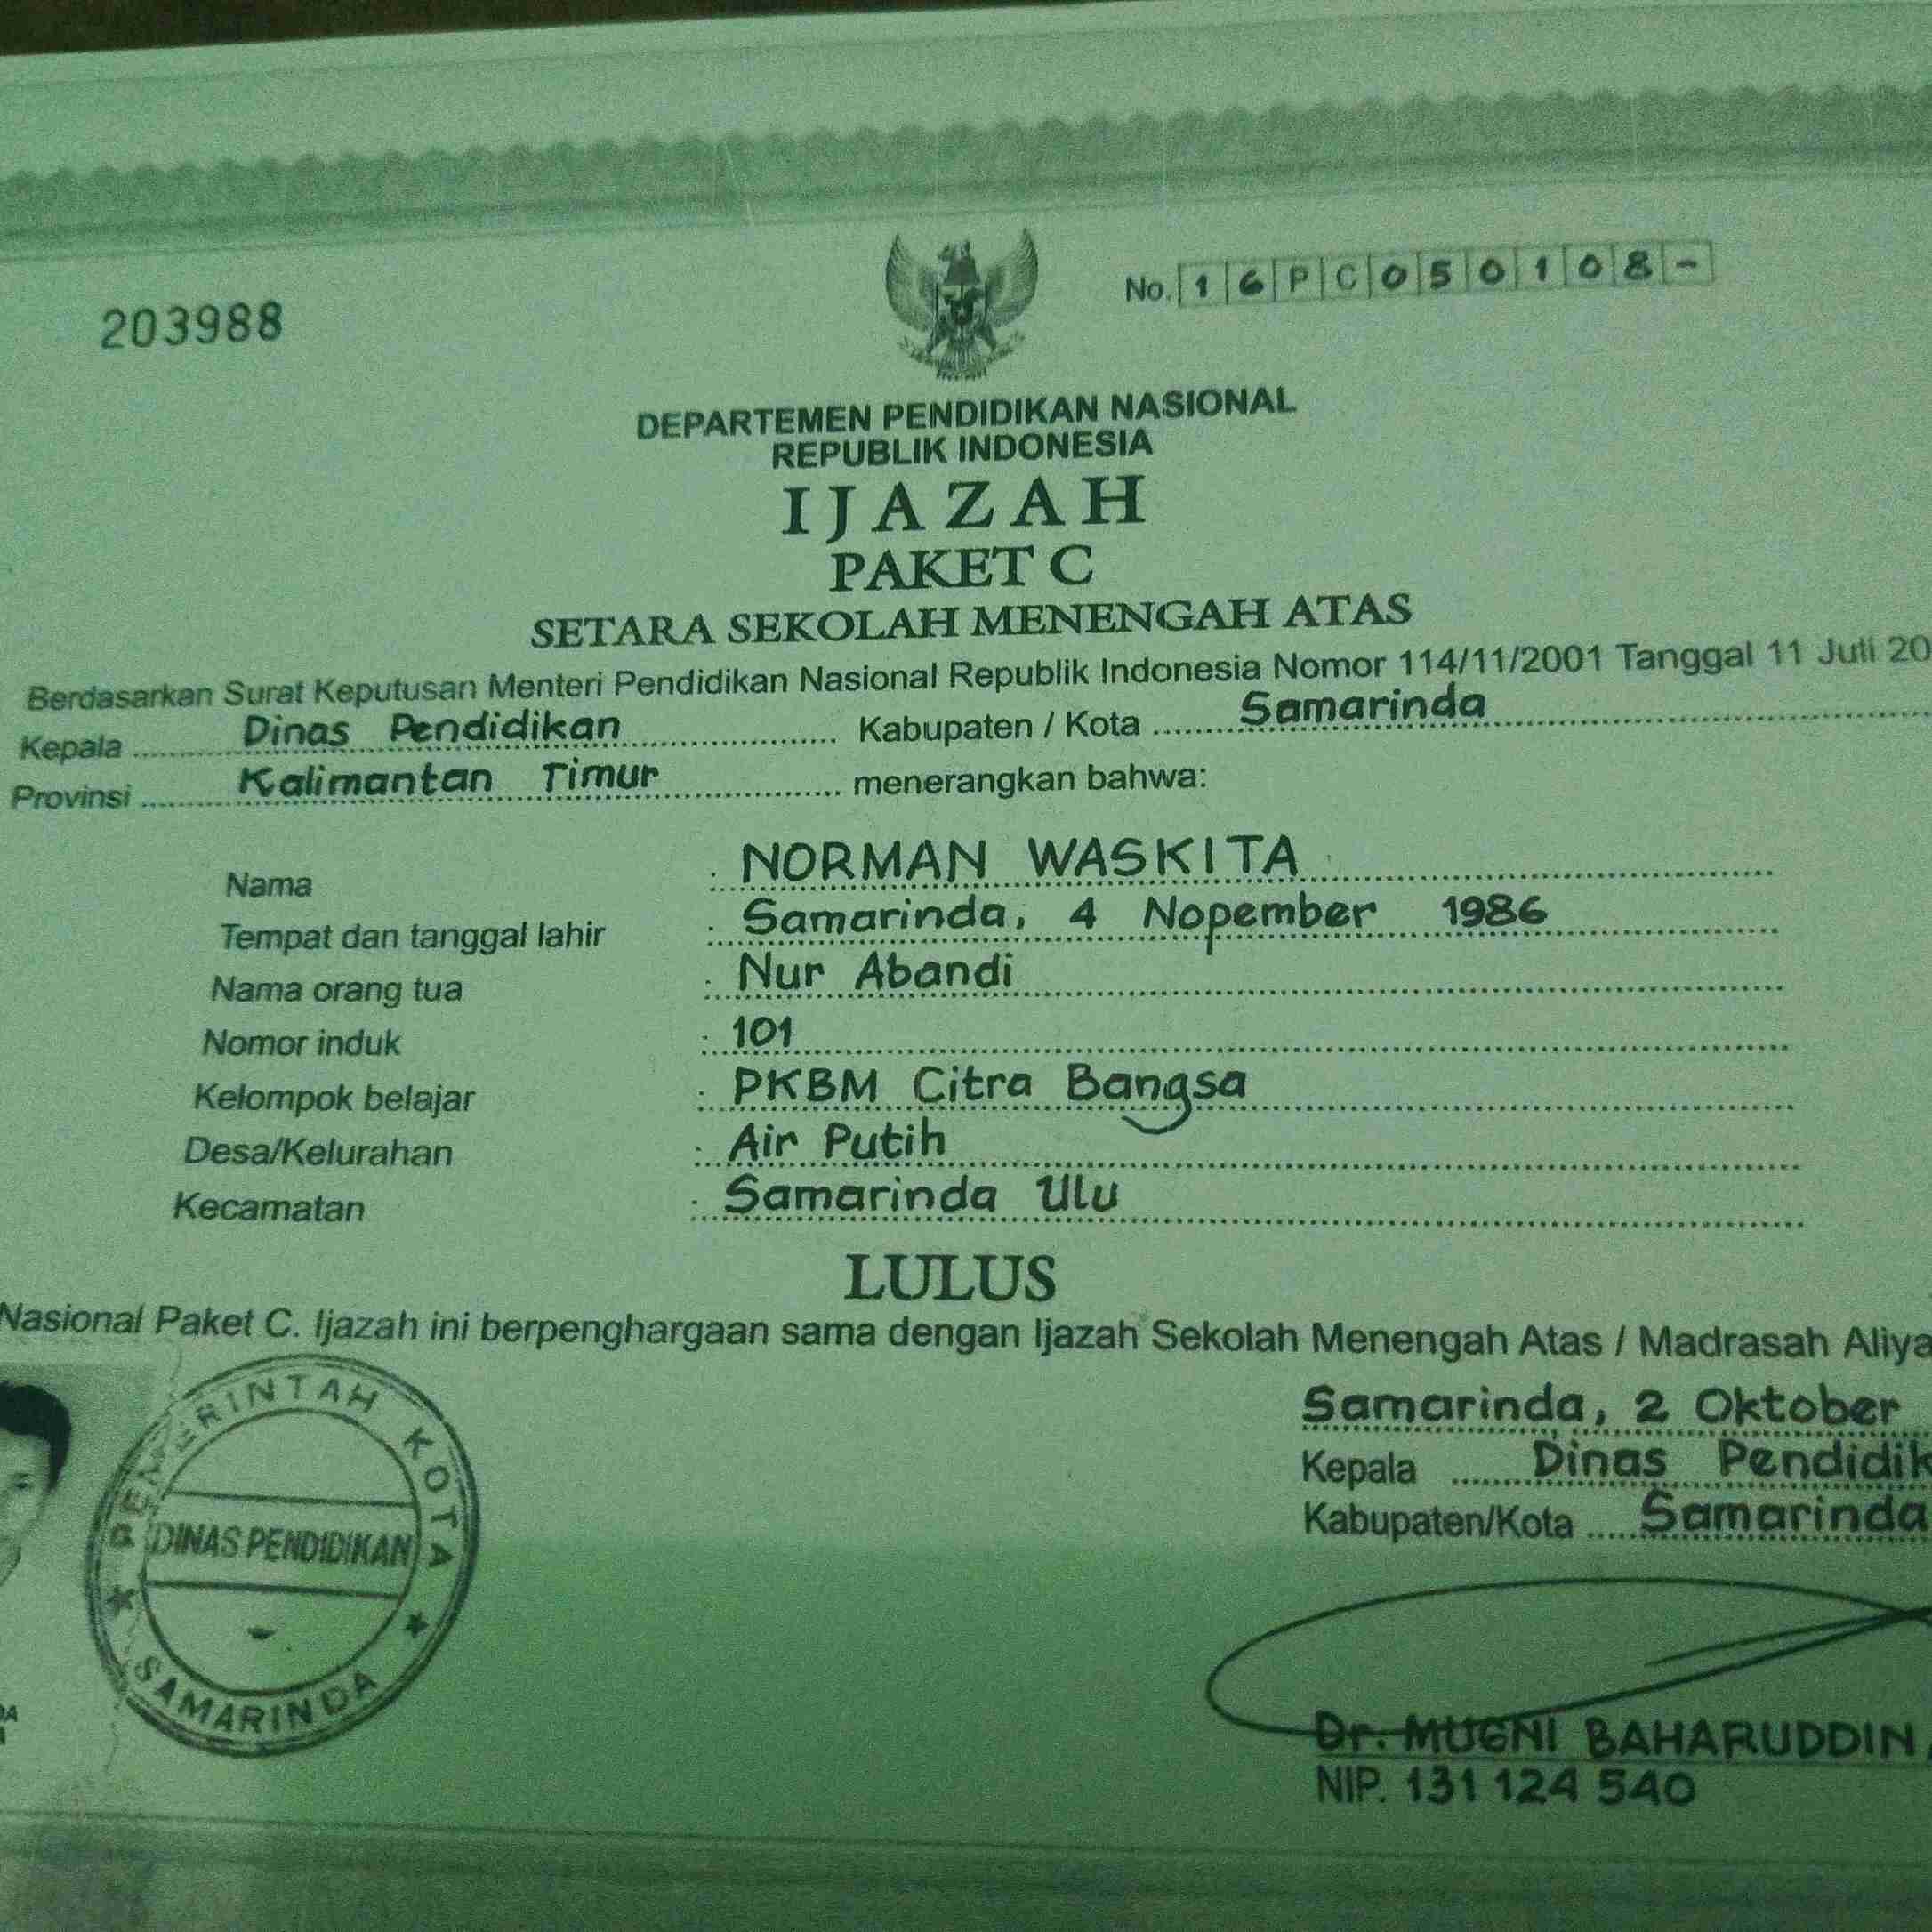 203988
No. 16PC050108-
DEPARTEMEN PENDIDIKAN NASIONAL
REPUBLIK INDONESIA
IJAZAH
PAKET C
SETARA SEKOLAH MENENGAH ATAS
Berdasarkan Surat Keputusan Menteri Pendidikan Nasional Republik Indonesia Nomor 114/11/2001 Tanggal 11 Juli 20
Kepala Dinas Pendidikan Kabupaten / Kota Samarinda
Provinsi Kalimantan Timur menerangkan bahwa:
Nama : NORMAN WASKITA
Tempat dan tanggal lahir : Samarinda, 4 Nopember 1986
Nama orang tua : Nur Abandi
Nomor induk : 101
Kelompok belajar : PKBM Citra Bangsa
Desa/Kelurahan : Air Putih
Kecamatan : Samarinda Ulu
LULUS
Nasional Paket C. Ijazah ini berpenghargaan sama dengan Ijazah Sekolah Menengah Atas / Madrasah Aliya
Samarinda, 2 Oktober
Kepala Dinas Pendidik
Kabupaten/Kota Samarinda
PEMERINTAH KOTA
DINAS PENDIDIKAN
SAMARINDA
Dr. MUGNI BAHARUDDIN
NIP. 131 124 540